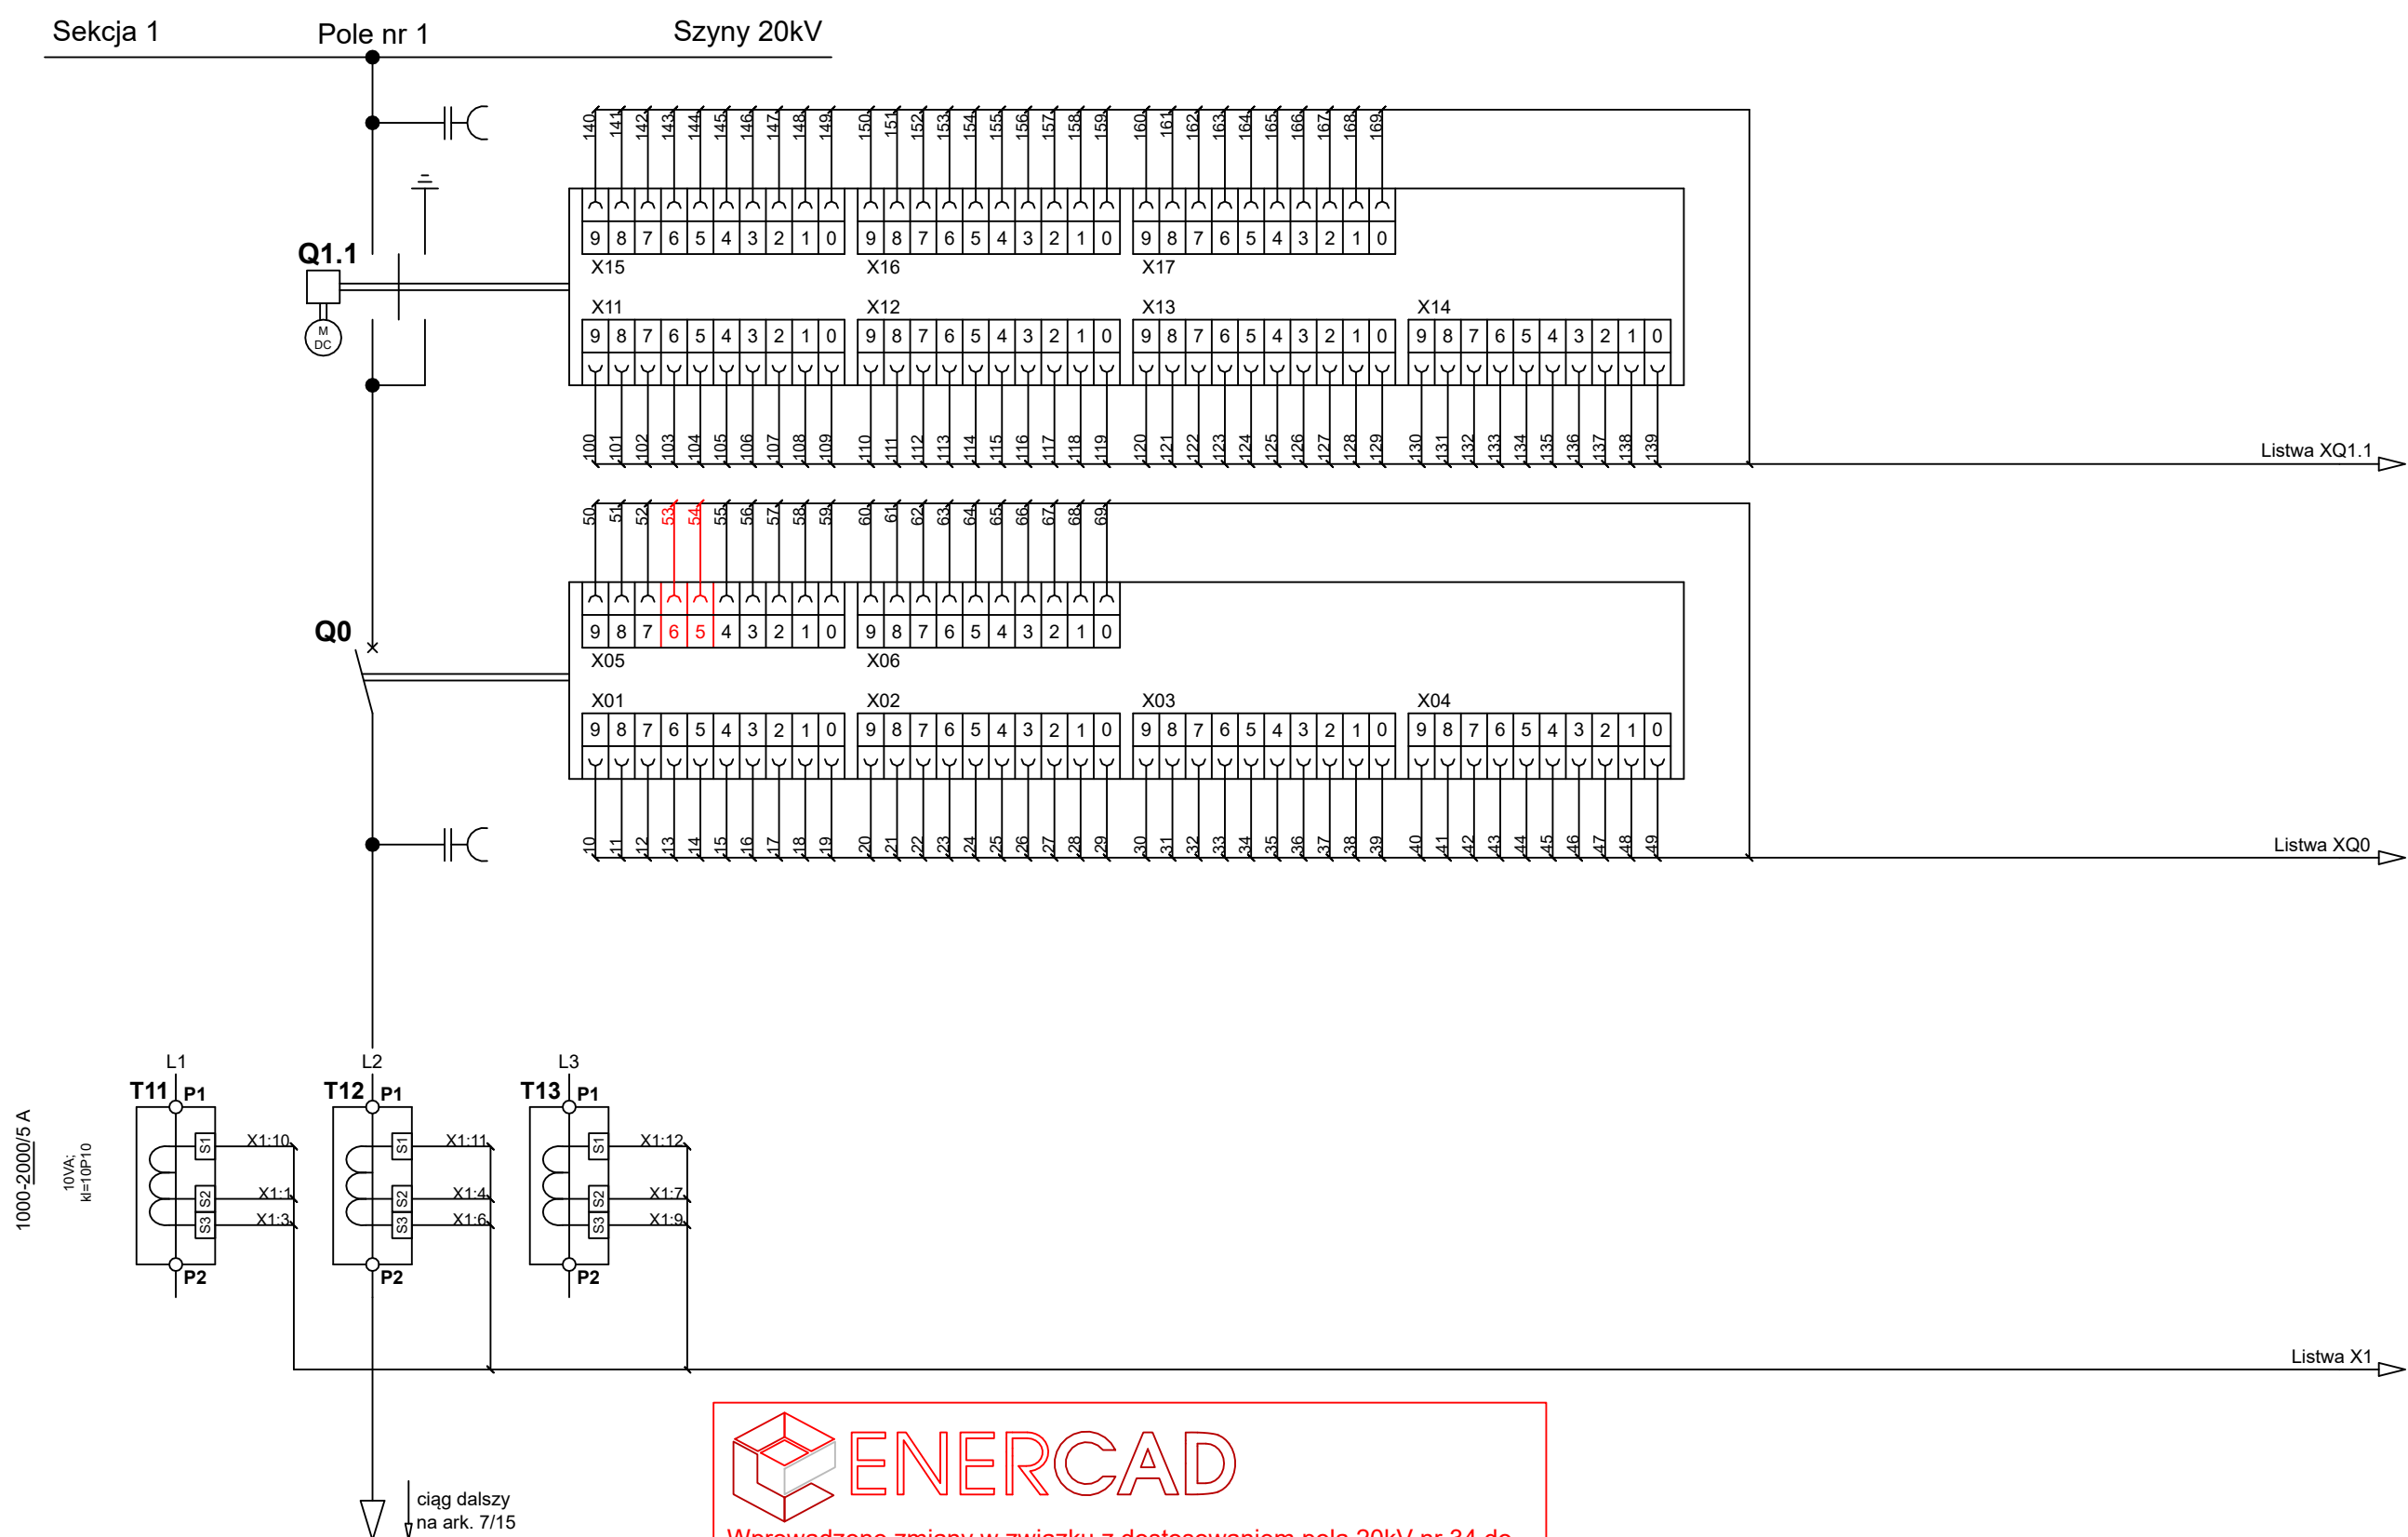 Sekcja 1 Pole nr 1 Szyny 20kV
140 141 142 143 144 145 146 147 148 149 150 151 152 153 154 155 156 157 158 159 160 161 162 163 164 165 166 167 168 169
9 8 7 6 5 4 3 2 1 0 9 8 7 6 5 4 3 2 1 0 9 8 7 6 5 4 3 2 1 0
Q1.1
X15 X16 X17
M
DC
X11 X12 X13 X14
9 8 7 6 5 4 3 2 1 0 9 8 7 6 5 4 3 2 1 0 9 8 7 6 5 4 3 2 1 0 9 8 7 6 5 4 3 2 1 0
100 101 102 103 104 105 106 107 108 109 110 111 112 113 114 115 116 117 118 119 120 121 122 123 124 125 126 127 128 129 130 131 132 133 134 135 136 137 138 139
Listwa XQ1.1
50 51 52 53 54 55 56 57 58 59 60 61 62 63 64 65 66 67 68 69
Q0
9 8 7 6 5 4 3 2 1 0 9 8 7 6 5 4 3 2 1 0
X05 X06
X01 X02 X03 X04
9 8 7 6 5 4 3 2 1 0 9 8 7 6 5 4 3 2 1 0 9 8 7 6 5 4 3 2 1 0 9 8 7 6 5 4 3 2 1 0
10 11 12 13 14 15 16 17 18 19 20 21 22 23 24 25 26 27 28 29 30 31 32 33 34 35 36 37 38 39 40 41 42 43 44 45 46 47 48 49
Listwa XQ0
L1 L2 L3
T11 P1 T12 P1 T13 P1
1000-2000/5 A
10VA;
kl=10P10
S1 X1:10 S1 X1:11 S1 X1:12
S2 X1:1 S2 X1:4 S2 X1:7
S3 X1:3 S3 X1:6 S3 X1:9
P2 P2 P2
Listwa X1
ENERCAD
ciąg dalszy
na ark. 7/15
Wprowadzono zmiany w związku z dostosowaniem pola 20kV nr 34 do